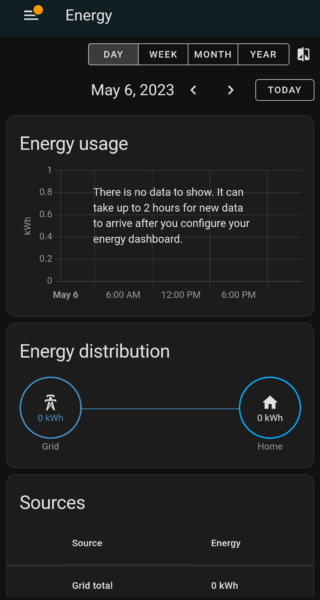 Energy
DAY WEEK MONTH YEAR
May 6, 2023
TODAY
Energy usage
1
0.8
0.6
0.4
0.2
0
kWh
There is no data to show. It can
take up to 2 hours for new data
to arrive after you configure your
energy dashboard.
May 6 6:00 AM 12:00 PM 6:00 PM
Energy distribution
0 kWh 0 kWh
Grid Home
Sources
Source Energy
Grid total 0 kWh